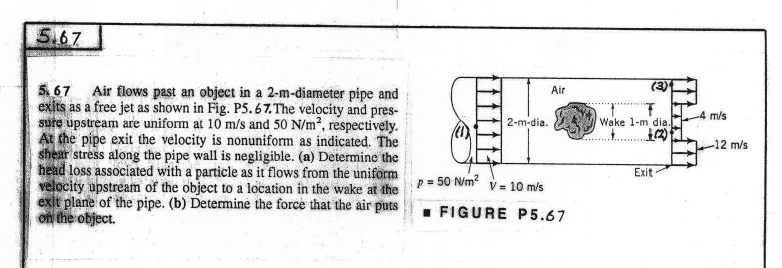 5.67
5.67 Air flows past an object in a 2-m-diameter pipe and
exits as a free jet as shown in Fig. P5.67. The velocity and pres-
sure upstream are uniform at 10 m/s and 50 N/m², respectively.
At the pipe exit the velocity is nonuniform as indicated. The
shear stress along the pipe wall is negligible. (a) Determine the
head loss associated with a particle as it flows from the uniform
velocity upstream of the object to a location in the wake at the
exit plane of the pipe. (b) Determine the force that the air puts
on the object.
Air
(3)
(1)
2-m-dia.
Wake 1-m dia.
(2)
4 m/s
12 m/s
Exit
p = 50 N/m²
V = 10 m/s
■ FIGURE P5.67